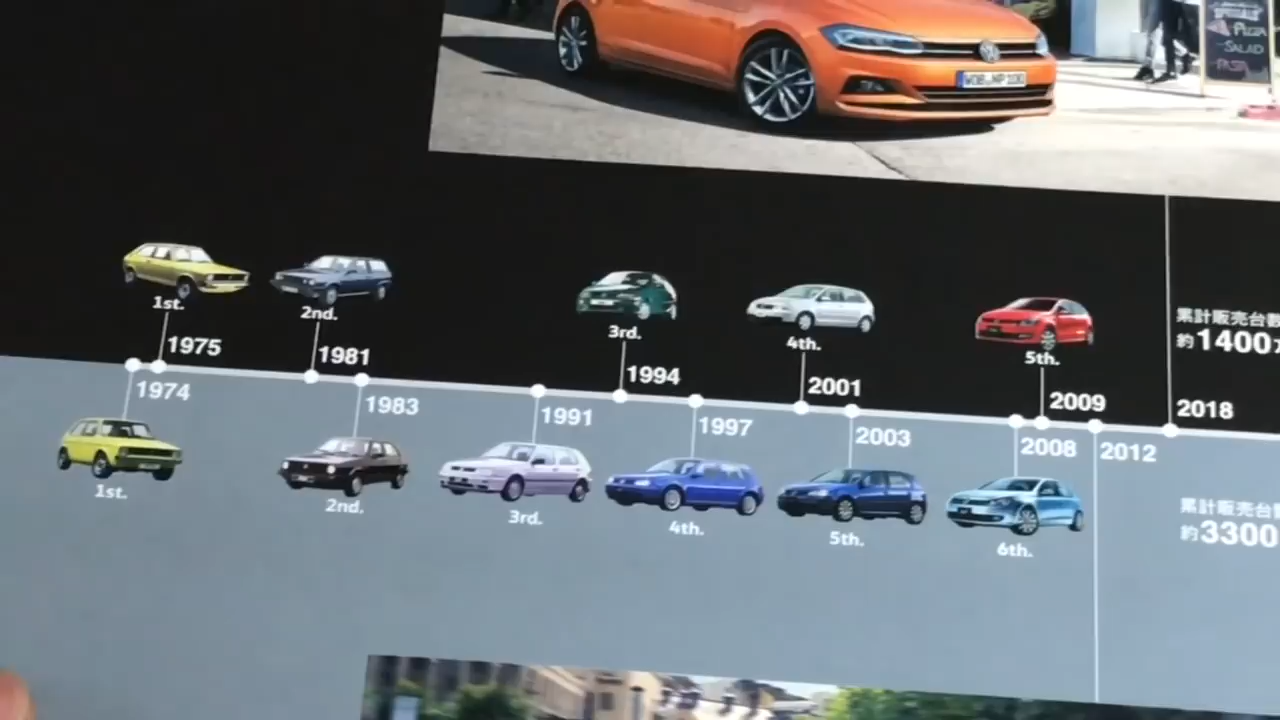 PIZZA
SALAD
PASTA
1st.
2nd.
3rd.
4th.
5th.
累計販売台
約1400
1975
1981
1994
2001
2009
2018
1974
1983
1991
1997
2003
2008
2012
1st.
2nd.
3rd.
4th.
5th.
6th.
累計販売台
約3300